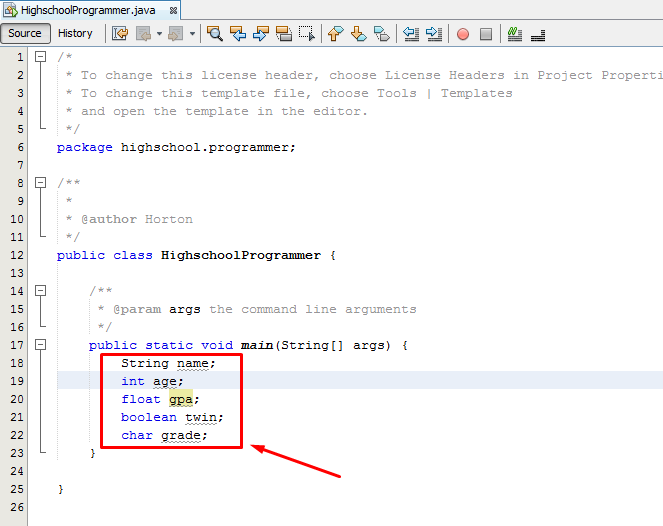 HighschoolProgrammer.java
Source History
1 /*
2 * To change this license header, choose License Headers in Project Properti
3 * To change this template file, choose Tools | Templates
4 * and open the template in the editor.
5 */
6 package highschool.programmer;
7
8 /**
9 *
10 * @author Horton
11 */
12 public class HighschoolProgrammer {
13
14 /**
15 * @param args the command line arguments
16 */
17 public static void main(String[] args) {
18 String name;
19 int age;
20 float gpa;
21 boolean twin;
22 char grade;
23 }
24
25 }
26